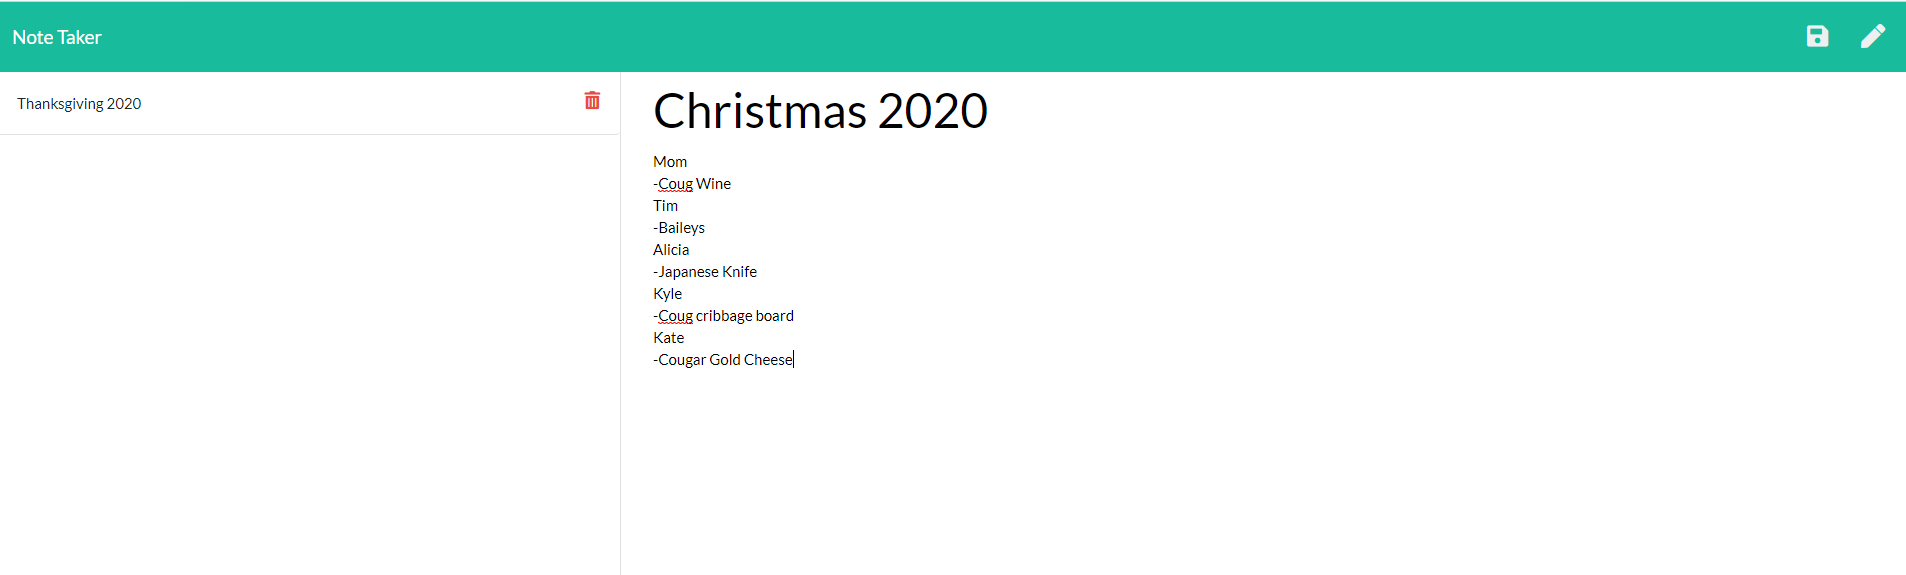 Note Taker
Thanksgiving 2020
Christmas 2020
Mom
-Coug Wine
Tim
-Baileys
Alicia
-Japanese Knife
Kyle
-Coug cribbage board
Kate
-Cougar Gold Cheese